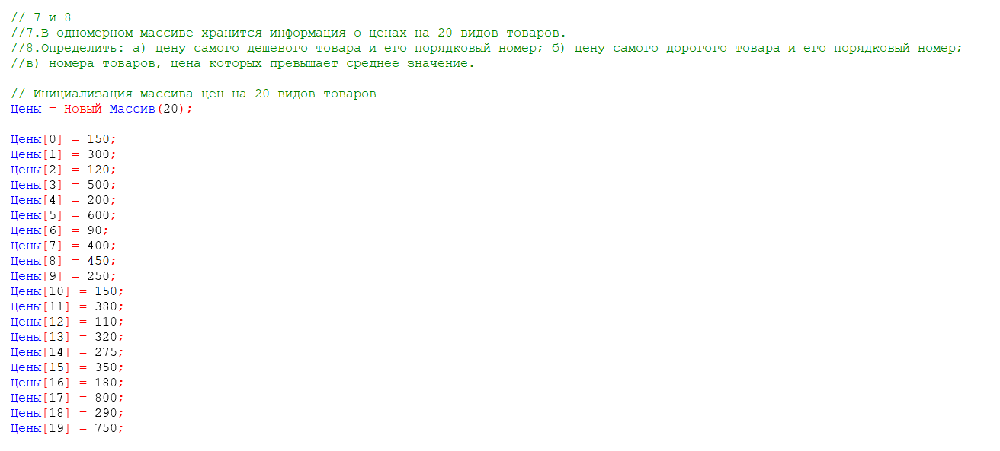 // 7 и 8
//7.В одномерном массиве хранится информация о ценах на 20 видов товаров.
//8.Определить: а) цену самого дешевого товара и его порядковый номер; б) цену самого дорогого товара и его порядковый номер;
//в) номера товаров, цена которых превышает среднее значение.
// Инициализация массива цен на 20 видов товаров
Цены = Новый Массив(20);
Цены[0] = 150;
Цены[1] = 300;
Цены[2] = 120;
Цены[3] = 500;
Цены[4] = 200;
Цены[5] = 600;
Цены[6] = 90;
Цены[7] = 400;
Цены[8] = 450;
Цены[9] = 250;
Цены[10] = 150;
Цены[11] = 380;
Цены[12] = 110;
Цены[13] = 320;
Цены[14] = 275;
Цены[15] = 350;
Цены[16] = 180;
Цены[17] = 800;
Цены[18] = 290;
Цены[19] = 750;